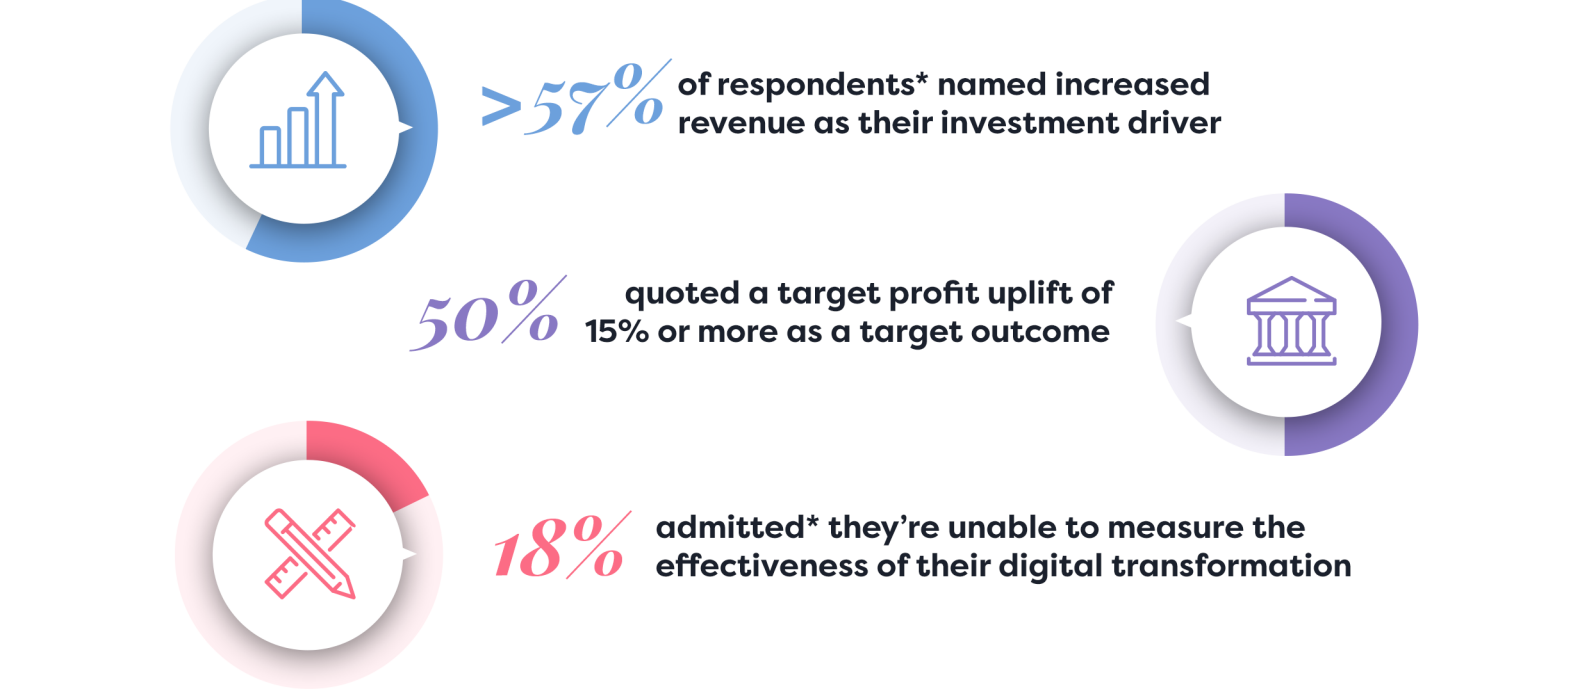 >57% of respondents* named increased
revenue as their investment driver
50% quoted a target profit uplift of
15% or more as a target outcome
18% admitted* they’re unable to measure the
effectiveness of their digital transformation